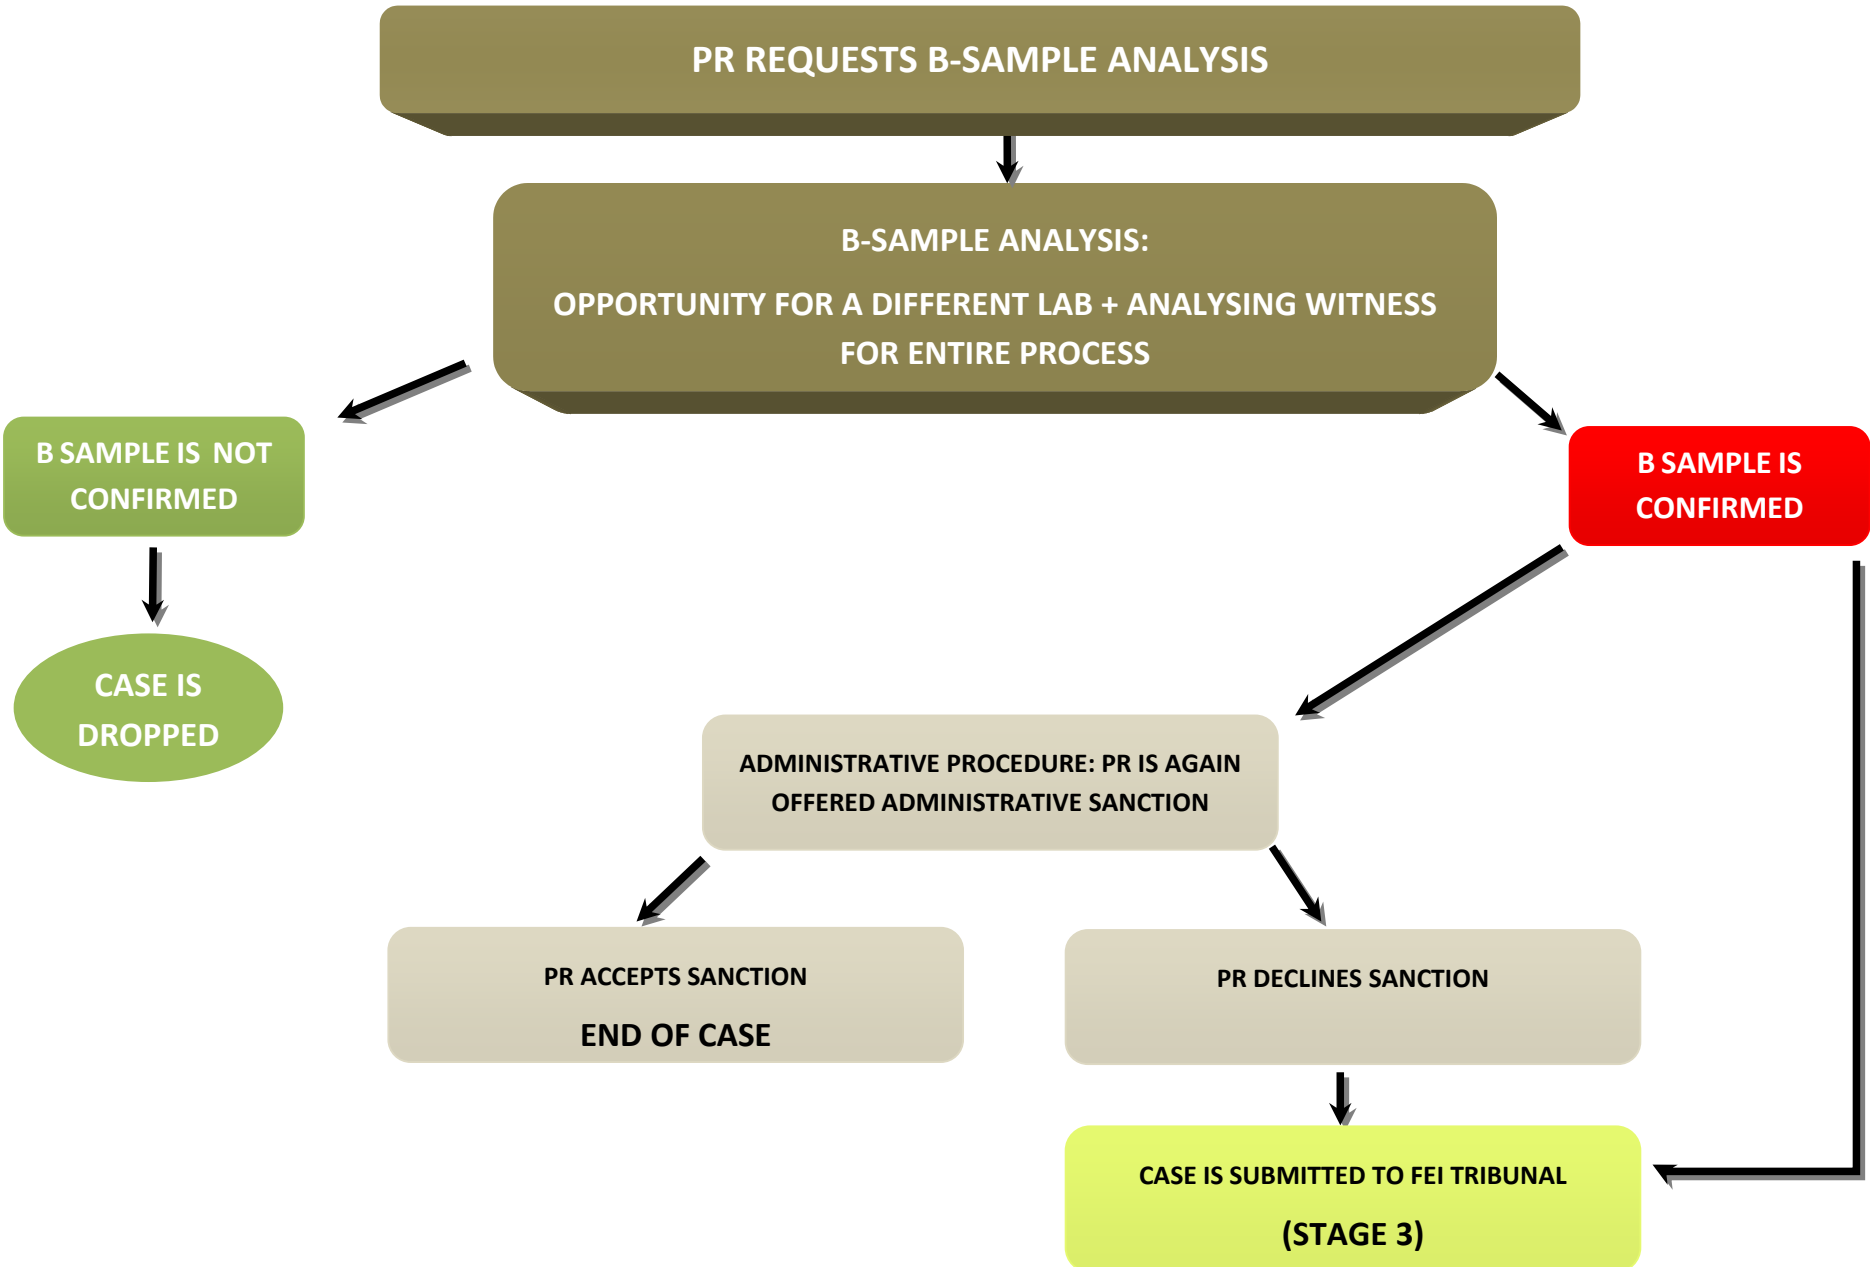 PR REQUESTS B-SAMPLE ANALYSIS
B-SAMPLE ANALYSIS:
OPPORTUNITY FOR A DIFFERENT LAB + ANALYSING WITNESS
FOR ENTIRE PROCESS
B SAMPLE IS NOT
CONFIRMED
B SAMPLE IS
CONFIRMED
CASE IS
DROPPED
ADMINISTRATIVE PROCEDURE: PR IS AGAIN
OFFERED ADMINISTRATIVE SANCTION
PR ACCEPTS SANCTION
END OF CASE
PR DECLINES SANCTION
CASE IS SUBMITTED TO FEI TRIBUNAL
(STAGE 3)